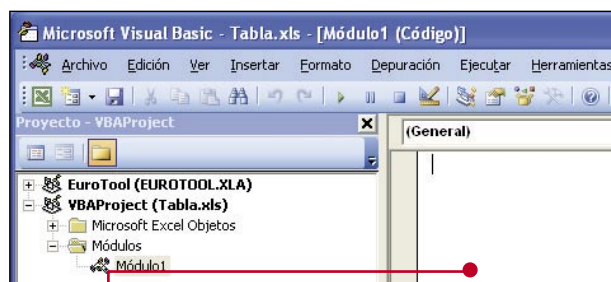 Microsoft Visual Basic - Tabla.xls - [Módulo1 (Código)]
Archivo Edición Ver Insertar Formato Depuración Ejecutar Herramientas
Proyecto - VBAProject
(General)
EuroTool (EUROTOOL.XLA)
VBAProject (Tabla.xls)
Microsoft Excel Objetos
Módulos
Módulo1